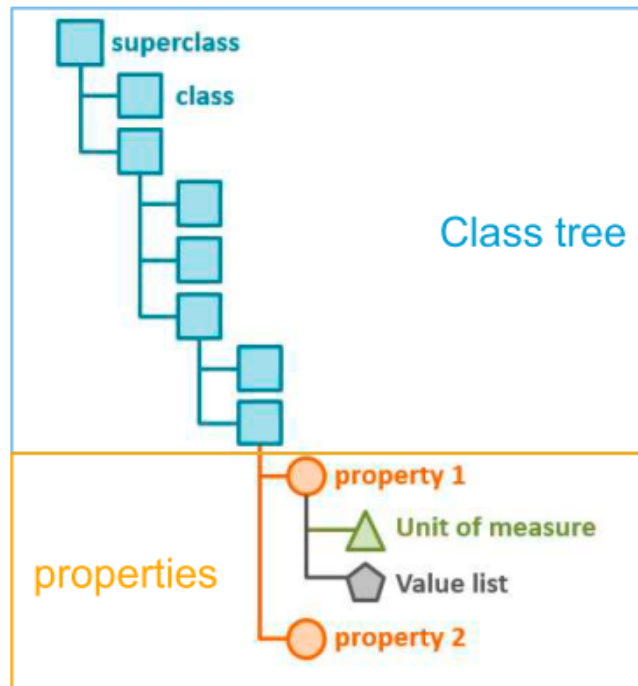 superclass
class
Class tree
property 1
Unit of measure
properties
Value list
property 2